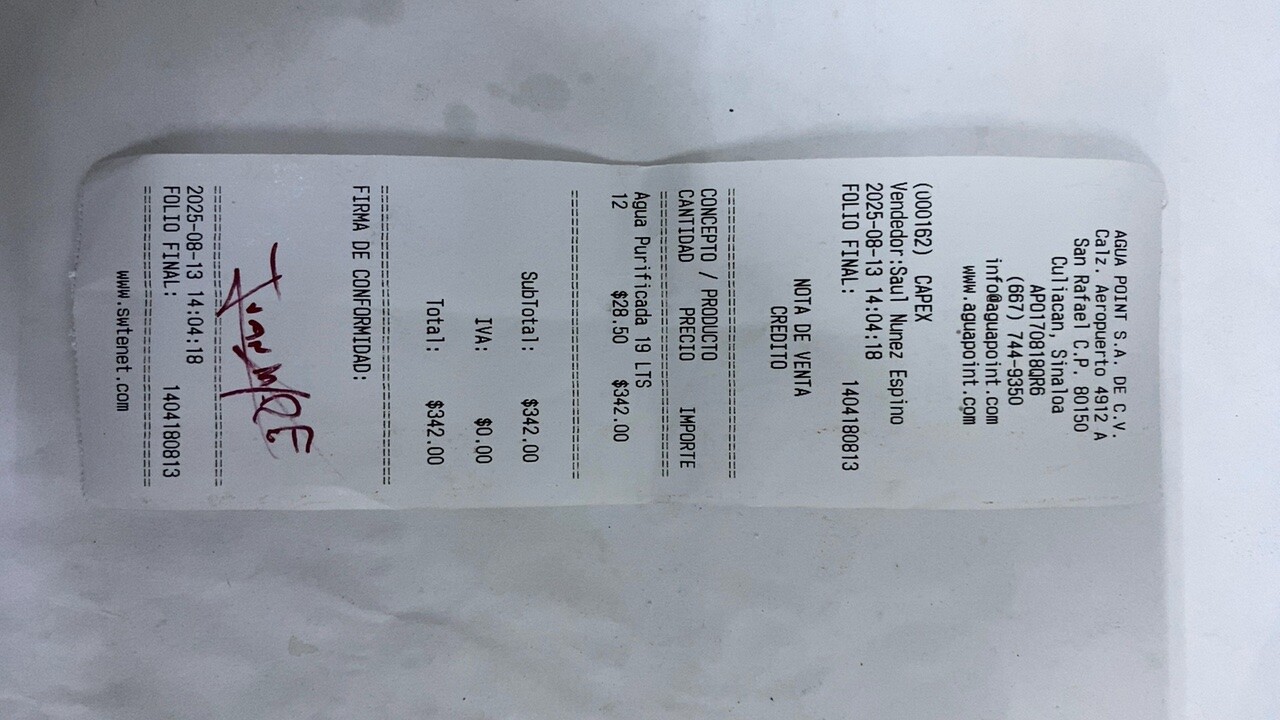 AGUA POINT S.A. DE C.V.
Calz. Aeropuerto 4912 A
San Rafael C.P. 80150
Culiacan, Sinaloa
APO170818QR6
(667) 744-9350
info@aguapoint.com
www.aguapoint.com
(U00162) CAPEX
Vendedor:Saul Nunez Espino
2025-08-13 14:04:18
FOLIO FINAL: 1404180813
NOTA DE VENTA
CREDITO
==============================
CONCEPTO / PRODUCTO
CANTIDAD PRECIO IMPORTE
==============================
Agua Purificada 19 LTS
12 $28.50 $342.00
==============================
SubTotal: $342.00
IVA: $0.00
Total: $342.00
==============================
FIRMA DE CONFORMIDAD:
Juan
==============================
2025-08-13 14:04:18
FOLIO FINAL: 1404180813
==============================
www.swtenet.com